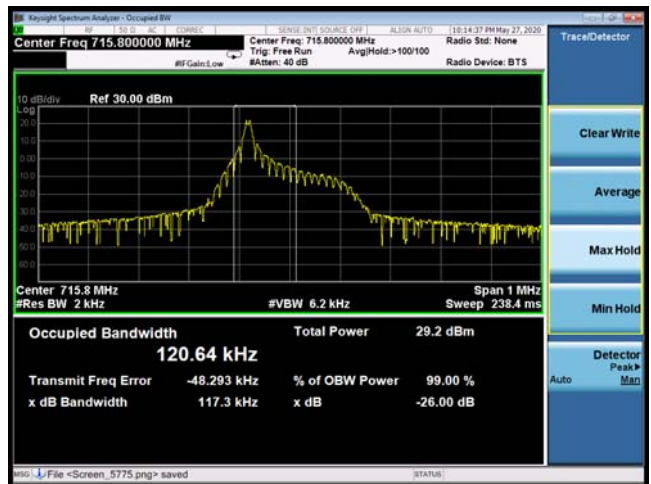 Keysight Spectrum Analyzer - Occupied BW
RF 50 Ω AC CORREC SENSE:INT SOURCE OFF ALIGN AUTO 10:14:37 PM May 27, 2020
Center Freq 715.800000 MHz
Center Freq: 715.800000 MHz
Radio Std: None
Trig: Free Run Avg|Hold:>100/100
#IFGain:Low #Atten: 40 dB
Radio Device: BTS
Trace/Detector
10 dB/div Ref 30.00 dBm
Log
20.0
10.0
0.00
10.0
20.0
30.0
40.0
50.0
60.0
Center 715.8 MHz Span 1 MHz
#Res BW 2 kHz #VBW 6.2 kHz Sweep 238.4 ms
Occupied Bandwidth Total Power 29.2 dBm
120.64 kHz
Transmit Freq Error -48.293 kHz % of OBW Power 99.00 %
x dB Bandwidth 117.3 kHz x dB -26.00 dB
Clear Write
Average
Max Hold
Min Hold
Detector
Peak▶
Auto Man
MSG File <Screen_5775.png> saved STATUS